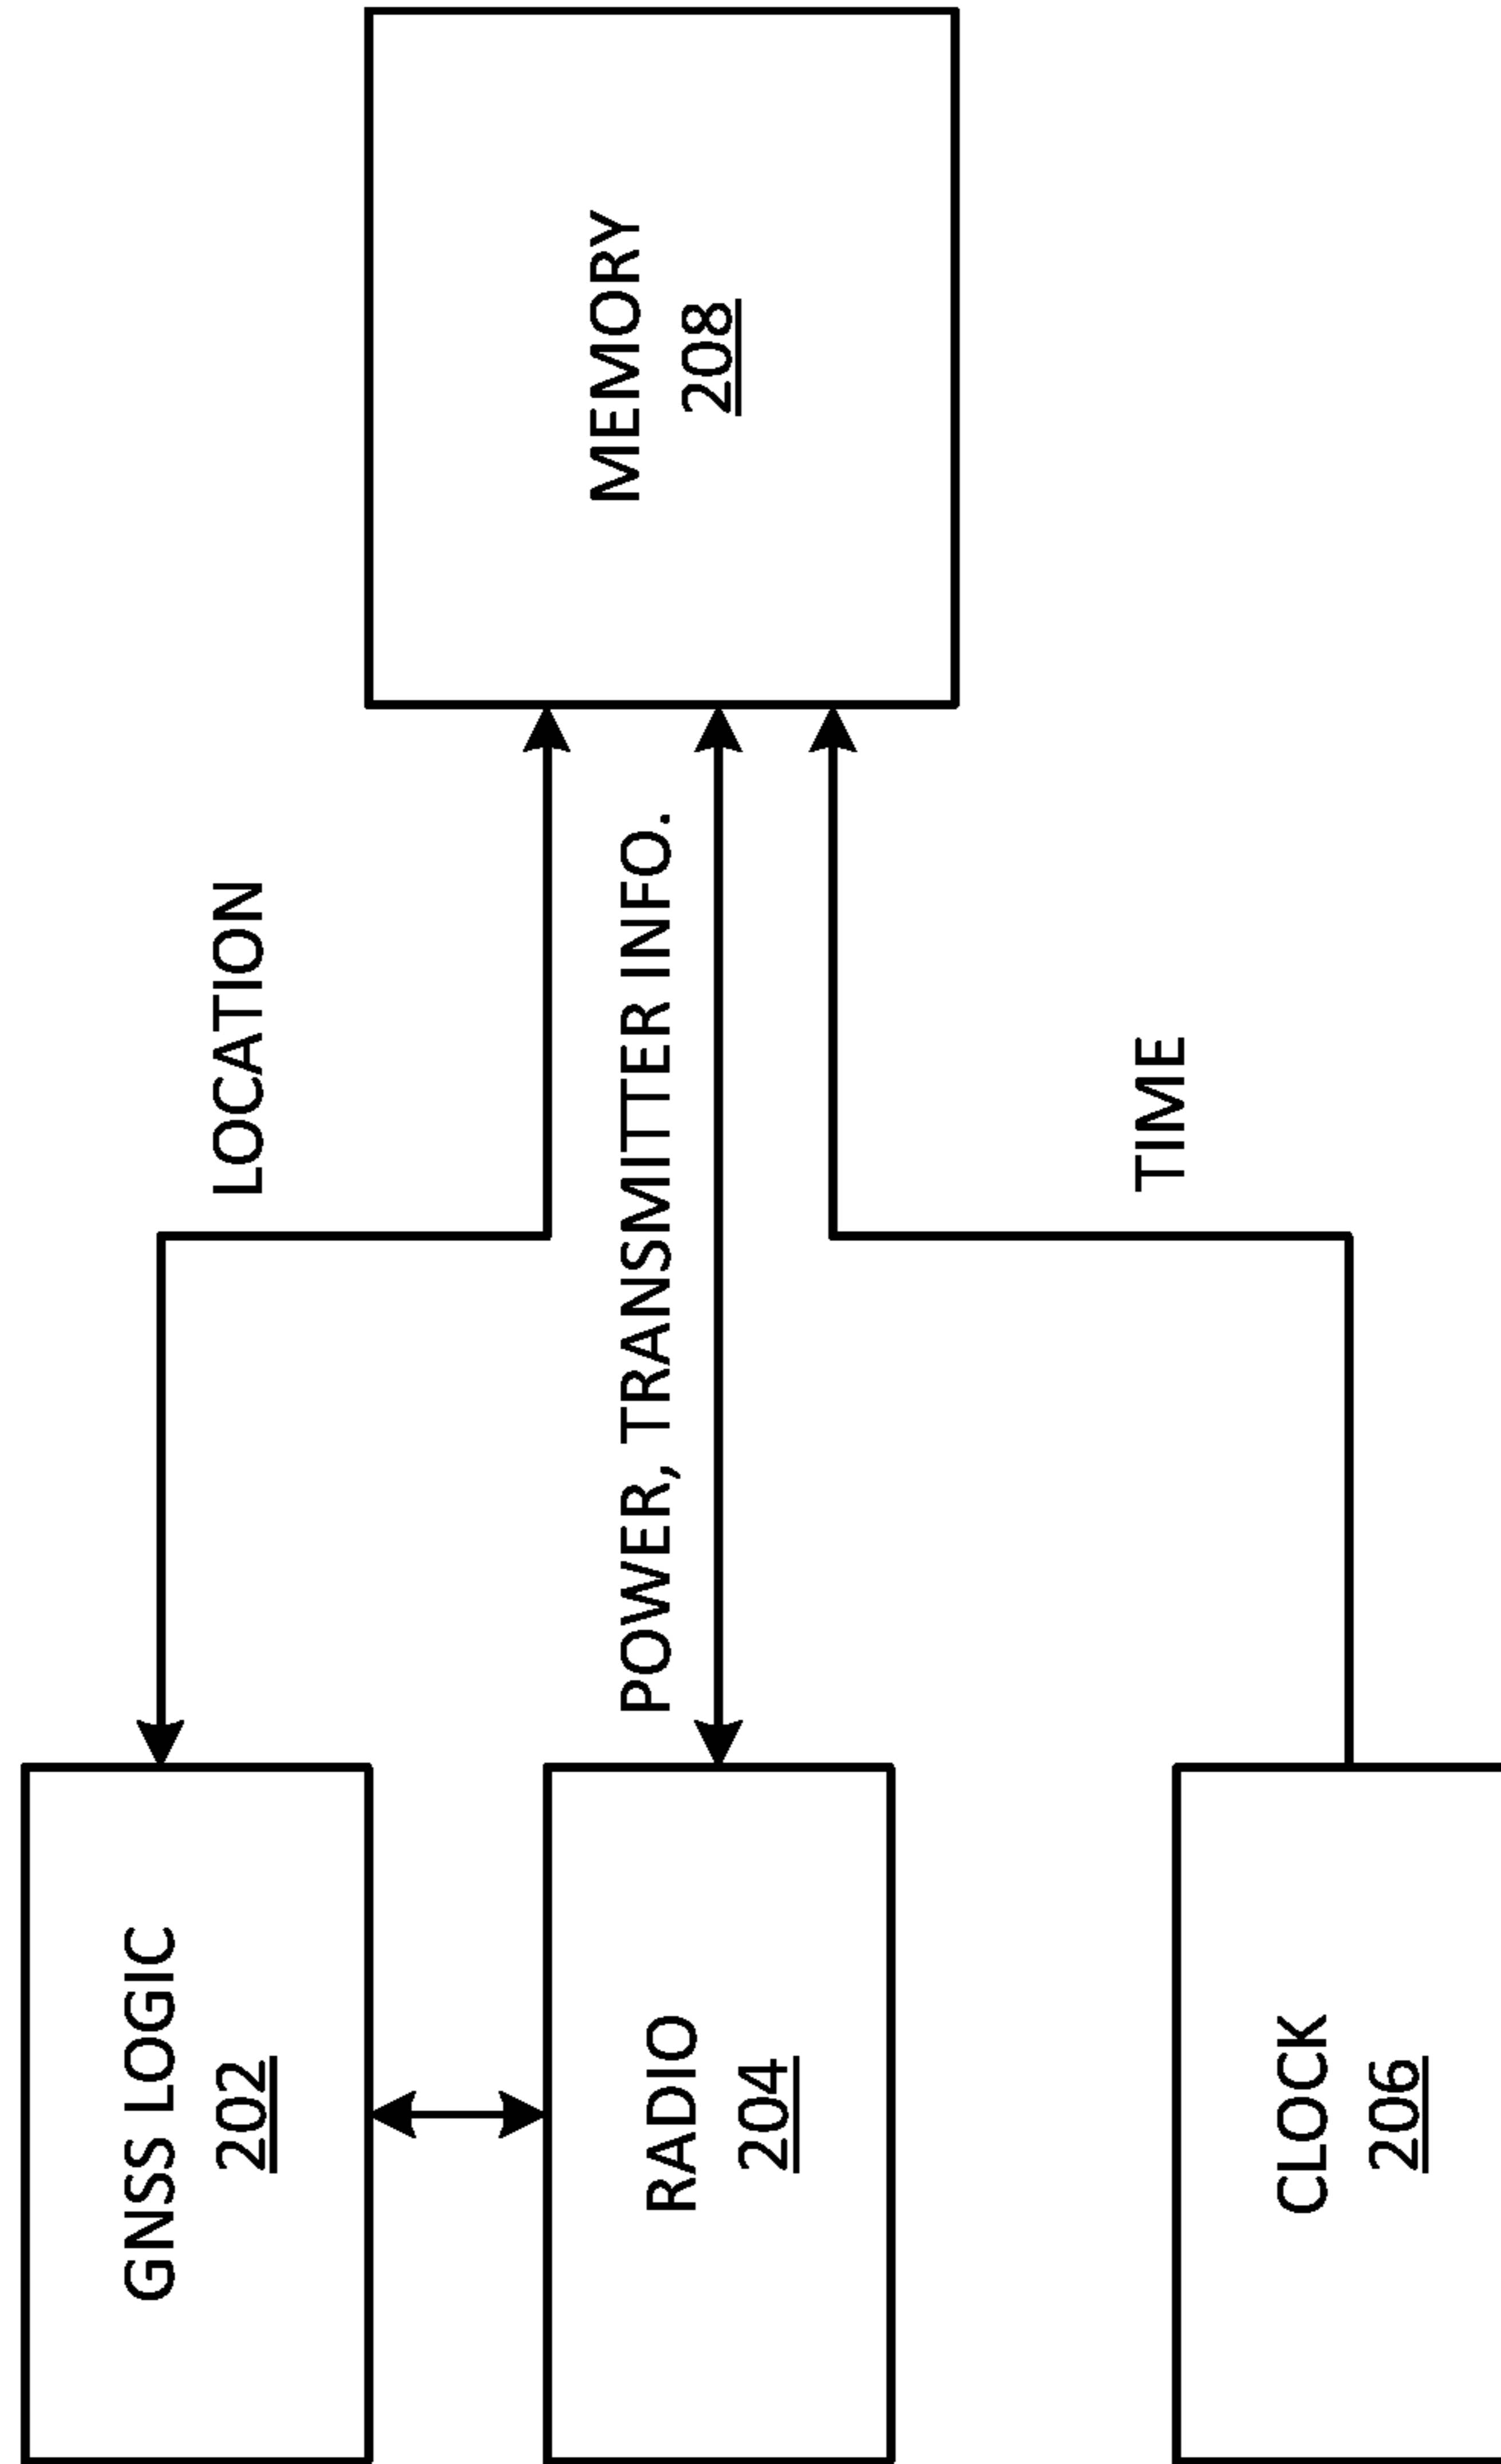 GNSS LOGIC
202
LOCATION
MEMORY
208
POWER, TRANSMITTER INFO.
RADIO
204
TIME
CLOCK
206